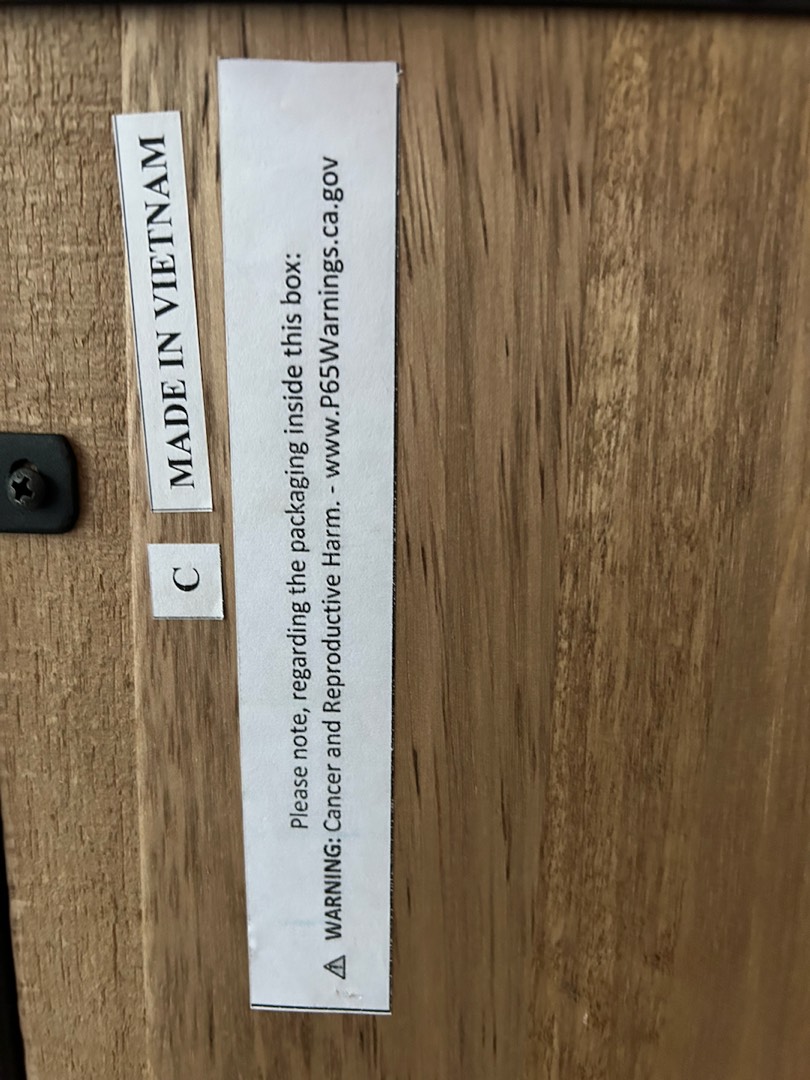 MADE IN VIETNAM
C
Please note, regarding the packaging inside this box:
⚠ WARNING: Cancer and Reproductive Harm. - www.P65Warnings.ca.gov